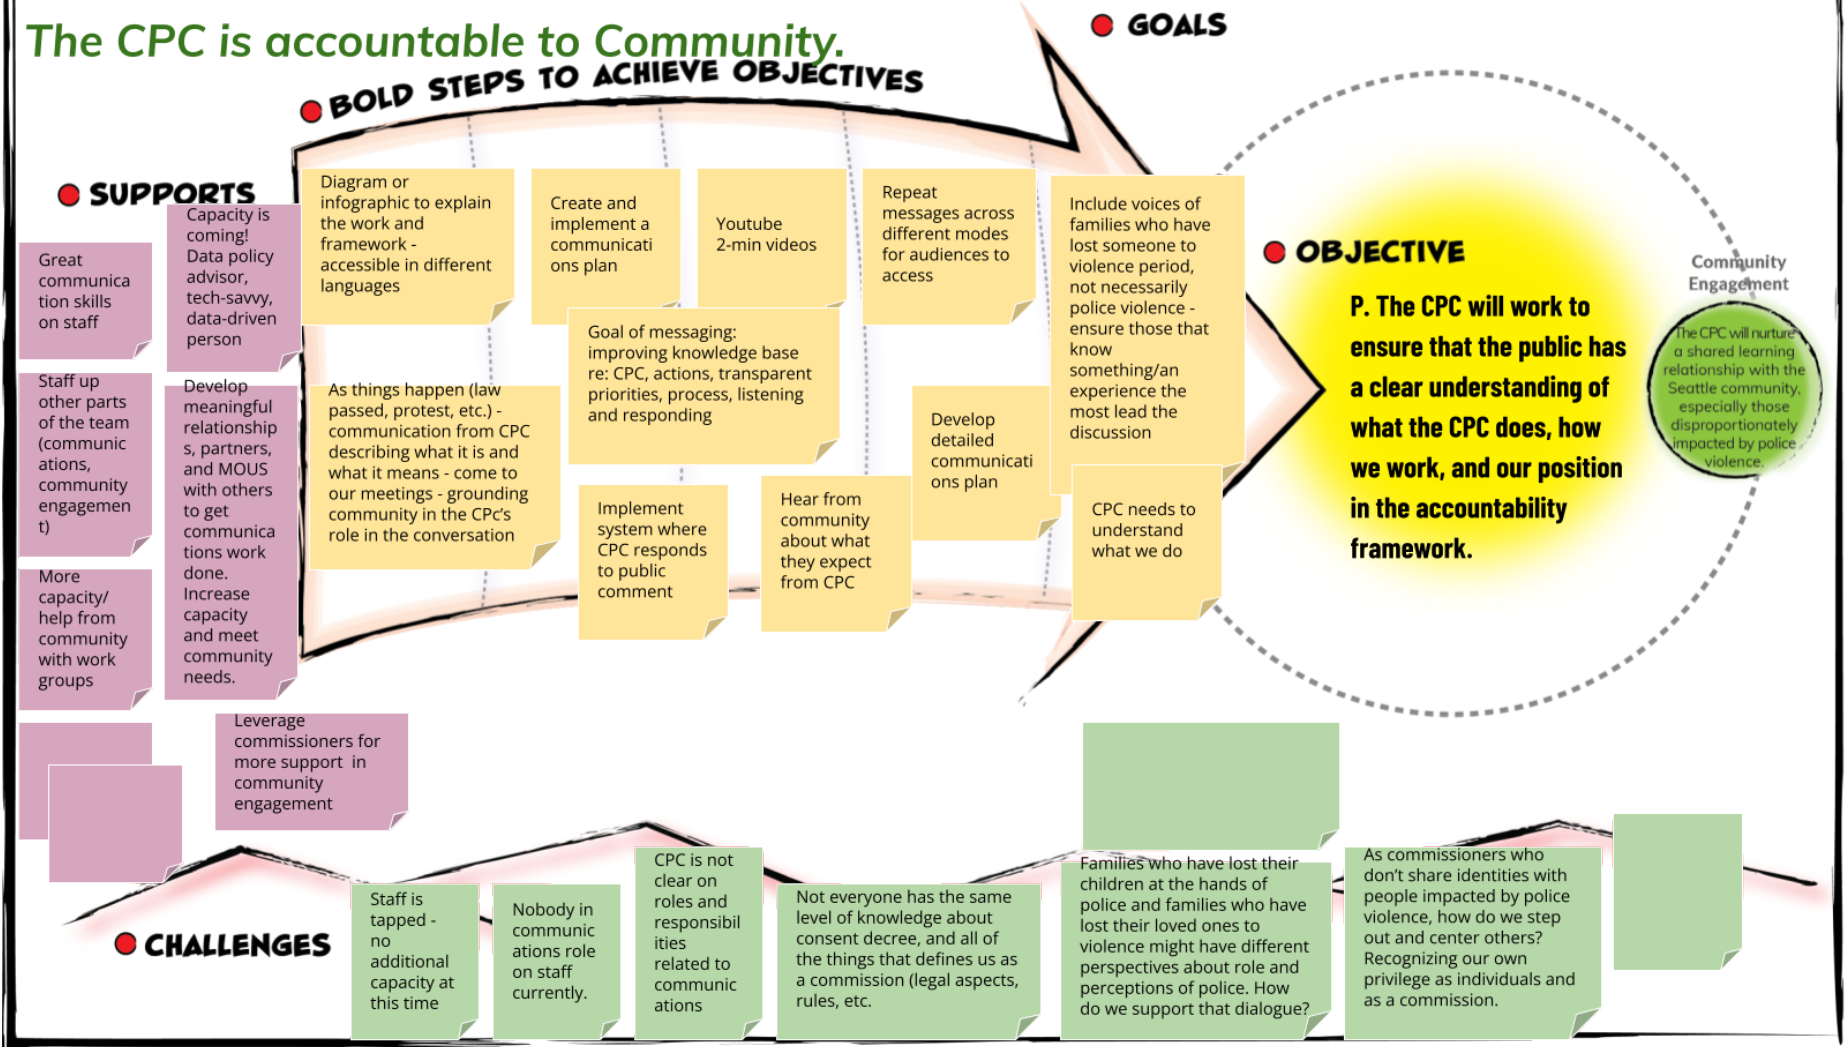 The CPC is accountable to Community.
BOLD STEPS TO ACHIEVE OBJECTIVES
GOALS
SUPPORTS
Great
communica
tion skills
on staff
Capacity is
coming!
Data policy
advisor,
tech-savvy,
data-driven
person
Staff up
other parts
of the team
(communic
ations,
community
engagemen
t)
Develop
meaningful
relationship
s, partners,
and MOUS
with others
to get
communica
tions work
done.
Increase
capacity
and meet
community
needs.
More
capacity/
help from
community
with work
groups
Leverage
commissioners for
more support in
community
engagement
Diagram or
infographic to explain
the work and
framework -
accessible in different
languages
Create and
implement a
communicati
ons plan
Youtube
2-min videos
Repeat
messages across
different modes
for audiences to
access
Include voices of
families who have
lost someone to
violence period,
not necessarily
police violence -
ensure those that
know
something/an
experience the
most lead the
discussion
Goal of messaging:
improving knowledge base
re: CPC, actions, transparent
priorities, process, listening
and responding
As things happen (law
passed, protest, etc.) -
communication from CPC
describing what it is and
what it means - come to
our meetings - grounding
community in the CPc's
role in the conversation
Develop
detailed
communicati
ons plan
Implement
system where
CPC responds
to public
comment
Hear from
community
about what
they expect
from CPC
CPC needs to
understand
what we do
OBJECTIVE
P. The CPC will work to
ensure that the public has
a clear understanding of
what the CPC does, how
we work, and our position
in the accountability
framework.
Community
Engagement
The CPC will nurture
a shared learning
relationship with the
Seattle community,
especially those
disproportionately
impacted by police
violence.
CHALLENGES
Staff is
tapped -
no
additional
capacity at
this time
Nobody in
communic
ations role
on staff
currently.
CPC is not
clear on
roles and
responsibil
ities
related to
communic
ations
Not everyone has the same
level of knowledge about
consent decree, and all of
the things that defines us as
a commission (legal aspects,
rules, etc.
Families who have lost their
children at the hands of
police and families who have
lost their loved ones to
violence might have different
perspectives about role and
perceptions of police. How
do we support that dialogue?
As commissioners who
don't share identities with
people impacted by police
violence, how do we step
out and center others?
Recognizing our own
privilege as individuals and
as a commission.